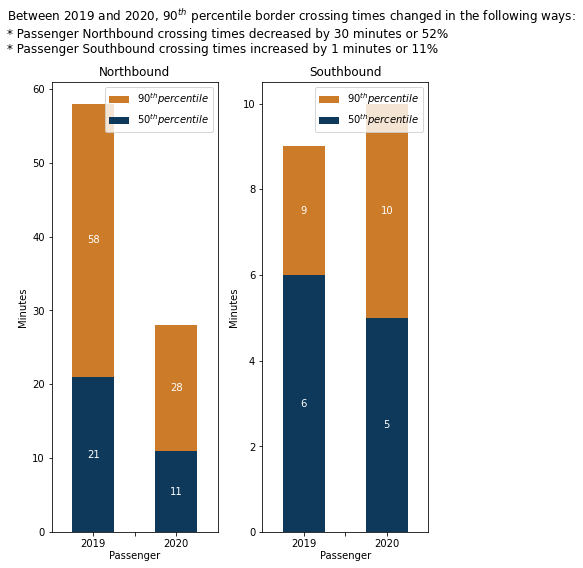 Between 2019 and 2020, 90th percentile border crossing times changed in the following ways:
* Passenger Northbound crossing times decreased by 30 minutes or 52%
* Passenger Southbound crossing times increased by 1 minutes or 11%
Northbound
90th percentile
50th percentile
60
50
40
30
20
10
0
Minutes
58
21
28
11
2019 2020
Passenger
Southbound
90th percentile
50th percentile
10
8
6
4
2
0
Minutes
9
6
10
5
2019 2020
Passenger